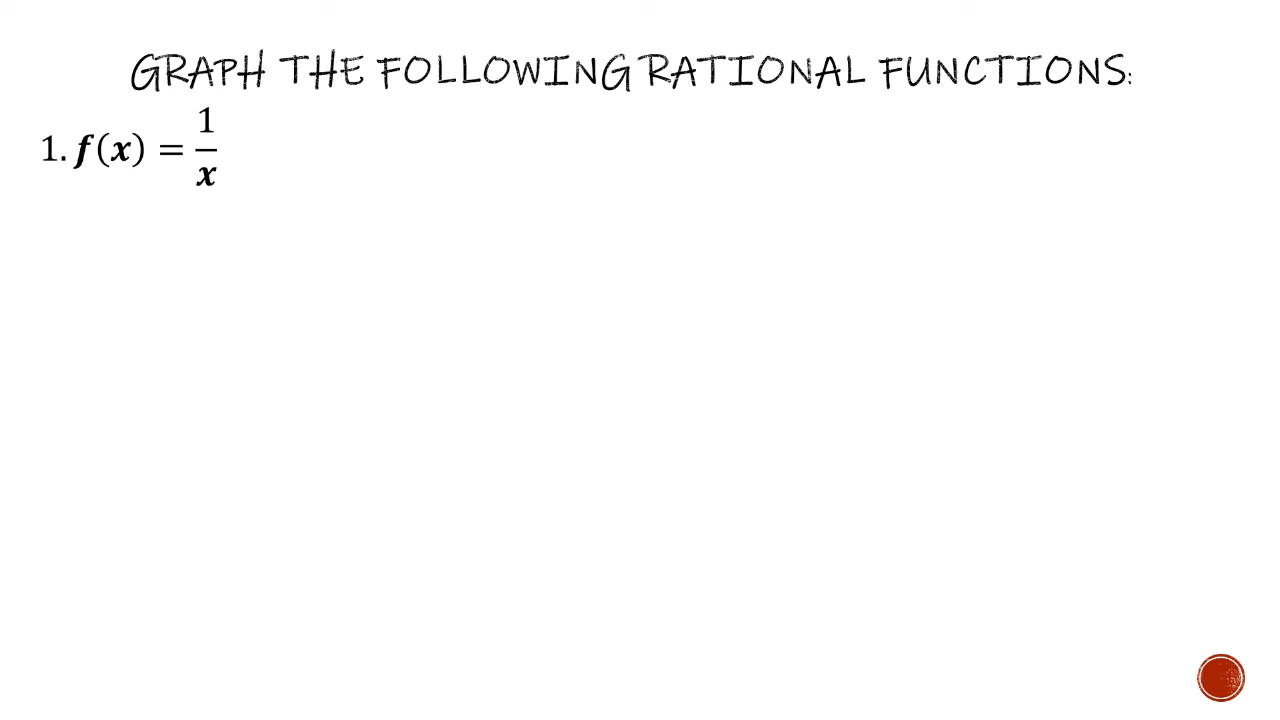 GRAPH THE FOLLOWING RATIONAL FUNCTIONS:
1. f(x) = 1/x